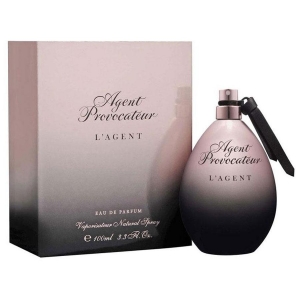 Agent
Provocateur
L'AGENT
EAU DE PARFUM
Vaporisateur Natural Spray
℮ 100ml 3.3 Fl. Oz.
Agent
Provocateur
L'AGENT